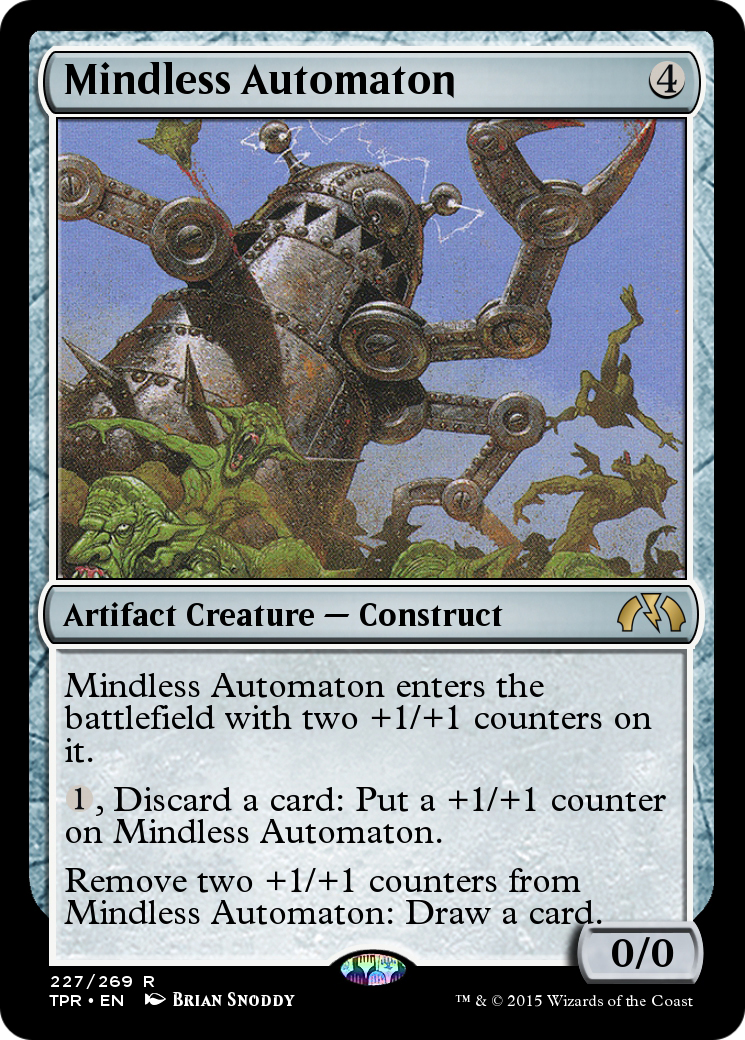 Mindless Automaton 4
Artifact Creature — Construct
Mindless Automaton enters the
battlefield with two +1/+1 counters on
it.
1, Discard a card: Put a +1/+1 counter
on Mindless Automaton.
Remove two +1/+1 counters from
Mindless Automaton: Draw a card.
0/0
227/269 R
TPR • EN Brian Snoddy
™ & © 2015 Wizards of the Coast